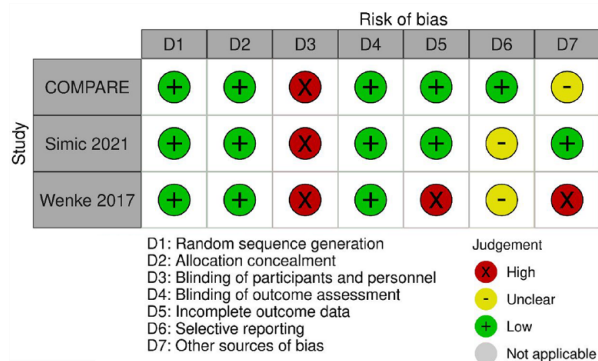 Risk of bias
D1 D2 D3 D4 D5 D6 D7
Study
COMPARE + + X + + + -
Simic 2021 + + X + + - +
Wenke 2017 + + X + X - X
D1: Random sequence generation
D2: Allocation concealment
D3: Blinding of participants and personnel
D4: Blinding of outcome assessment
D5: Incomplete outcome data
D6: Selective reporting
D7: Other sources of bias
Judgement
X High
- Unclear
+ Low
Not applicable